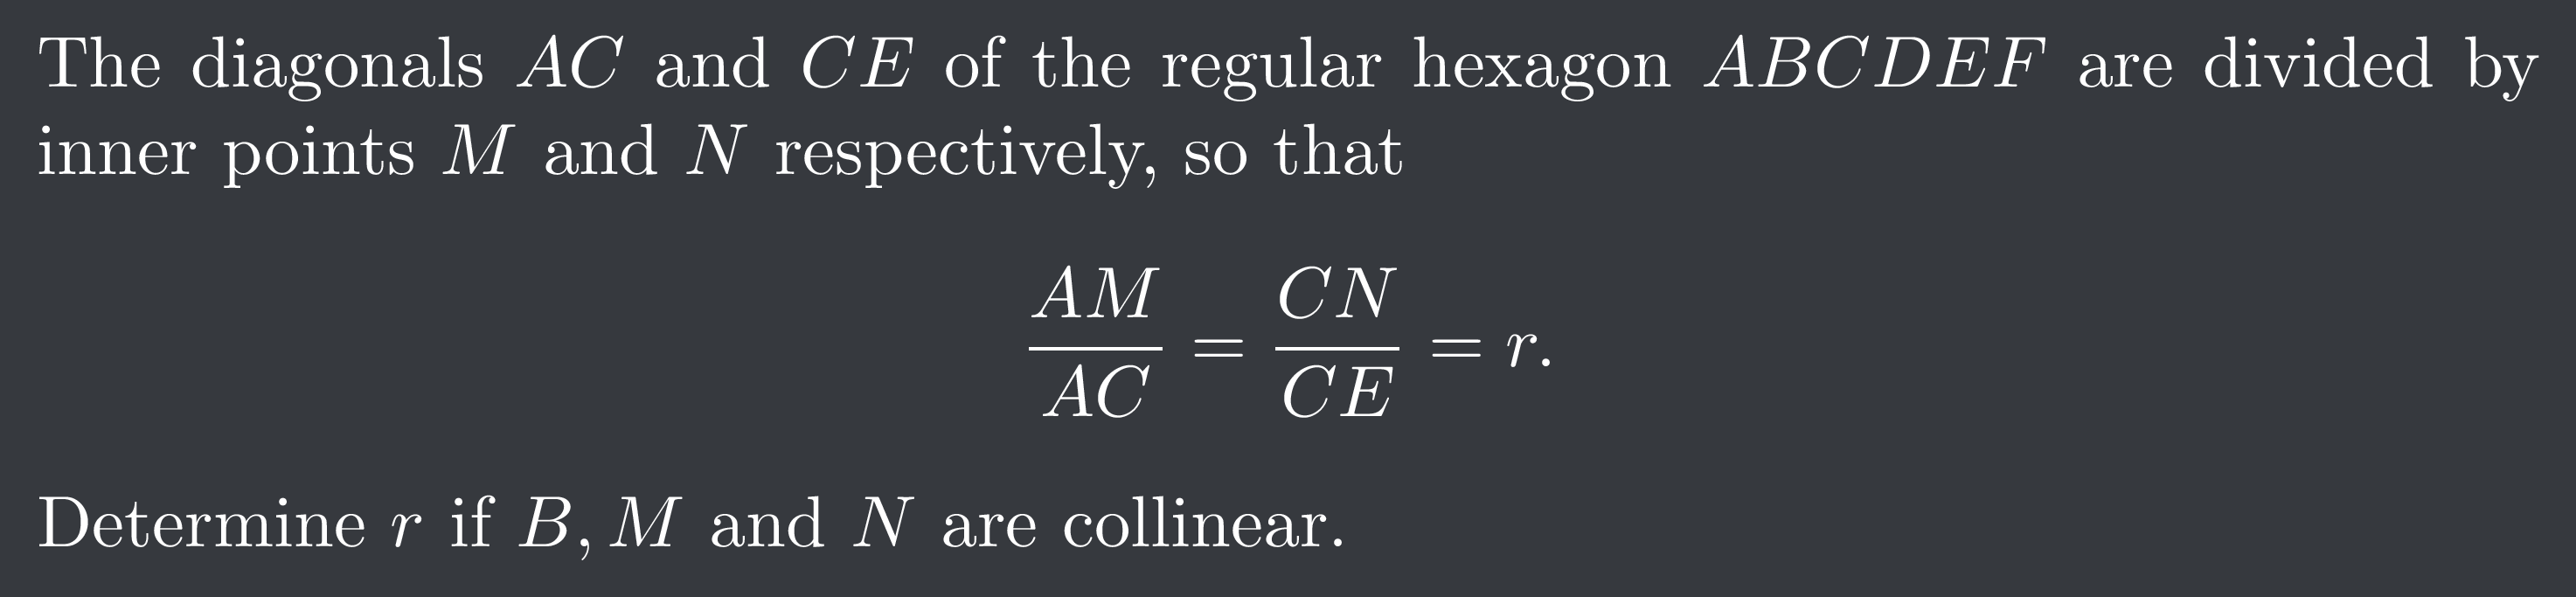 The diagonals AC and CE of the regular hexagon ABCDEF are divided by
inner points M and N respectively, so that
AM/AC = CN/CE = r.
Determine r if B, M and N are collinear.